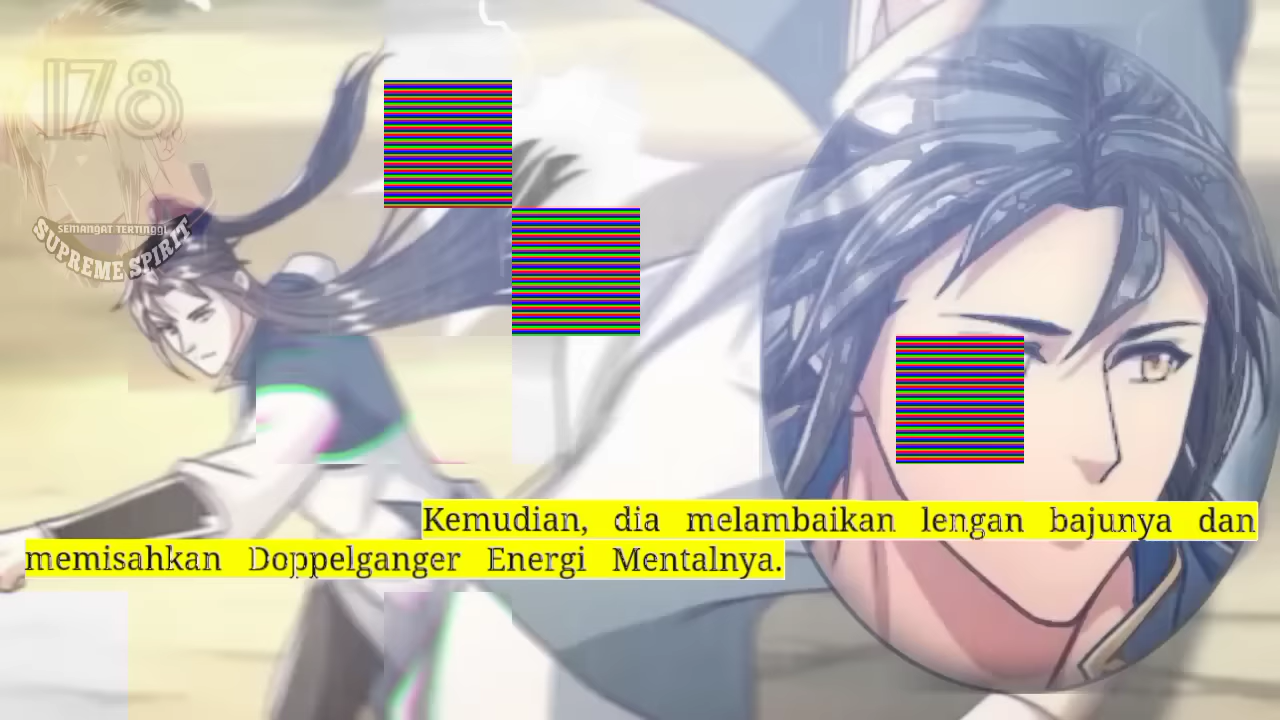 178
SEMANGAT TERTINGGI
SUPREME SPIRIT
Kemudian, dia melambaikan lengan bajunya dan
memisahkan Doppelganger Energi Mentalnya.